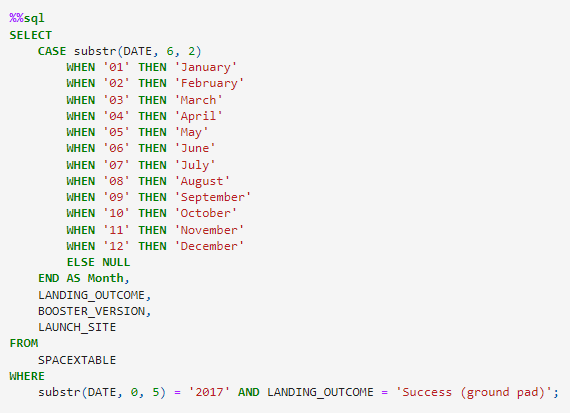 %%sql
SELECT
    CASE substr(DATE, 6, 2)
        WHEN '01' THEN 'January'
        WHEN '02' THEN 'February'
        WHEN '03' THEN 'March'
        WHEN '04' THEN 'April'
        WHEN '05' THEN 'May'
        WHEN '06' THEN 'June'
        WHEN '07' THEN 'July'
        WHEN '08' THEN 'August'
        WHEN '09' THEN 'September'
        WHEN '10' THEN 'October'
        WHEN '11' THEN 'November'
        WHEN '12' THEN 'December'
        ELSE NULL
    END AS Month,
    LANDING_OUTCOME,
    BOOSTER_VERSION,
    LAUNCH_SITE
FROM
    SPACEXTABLE
WHERE
    substr(DATE, 0, 5) = '2017' AND LANDING_OUTCOME = 'Success (ground pad)';